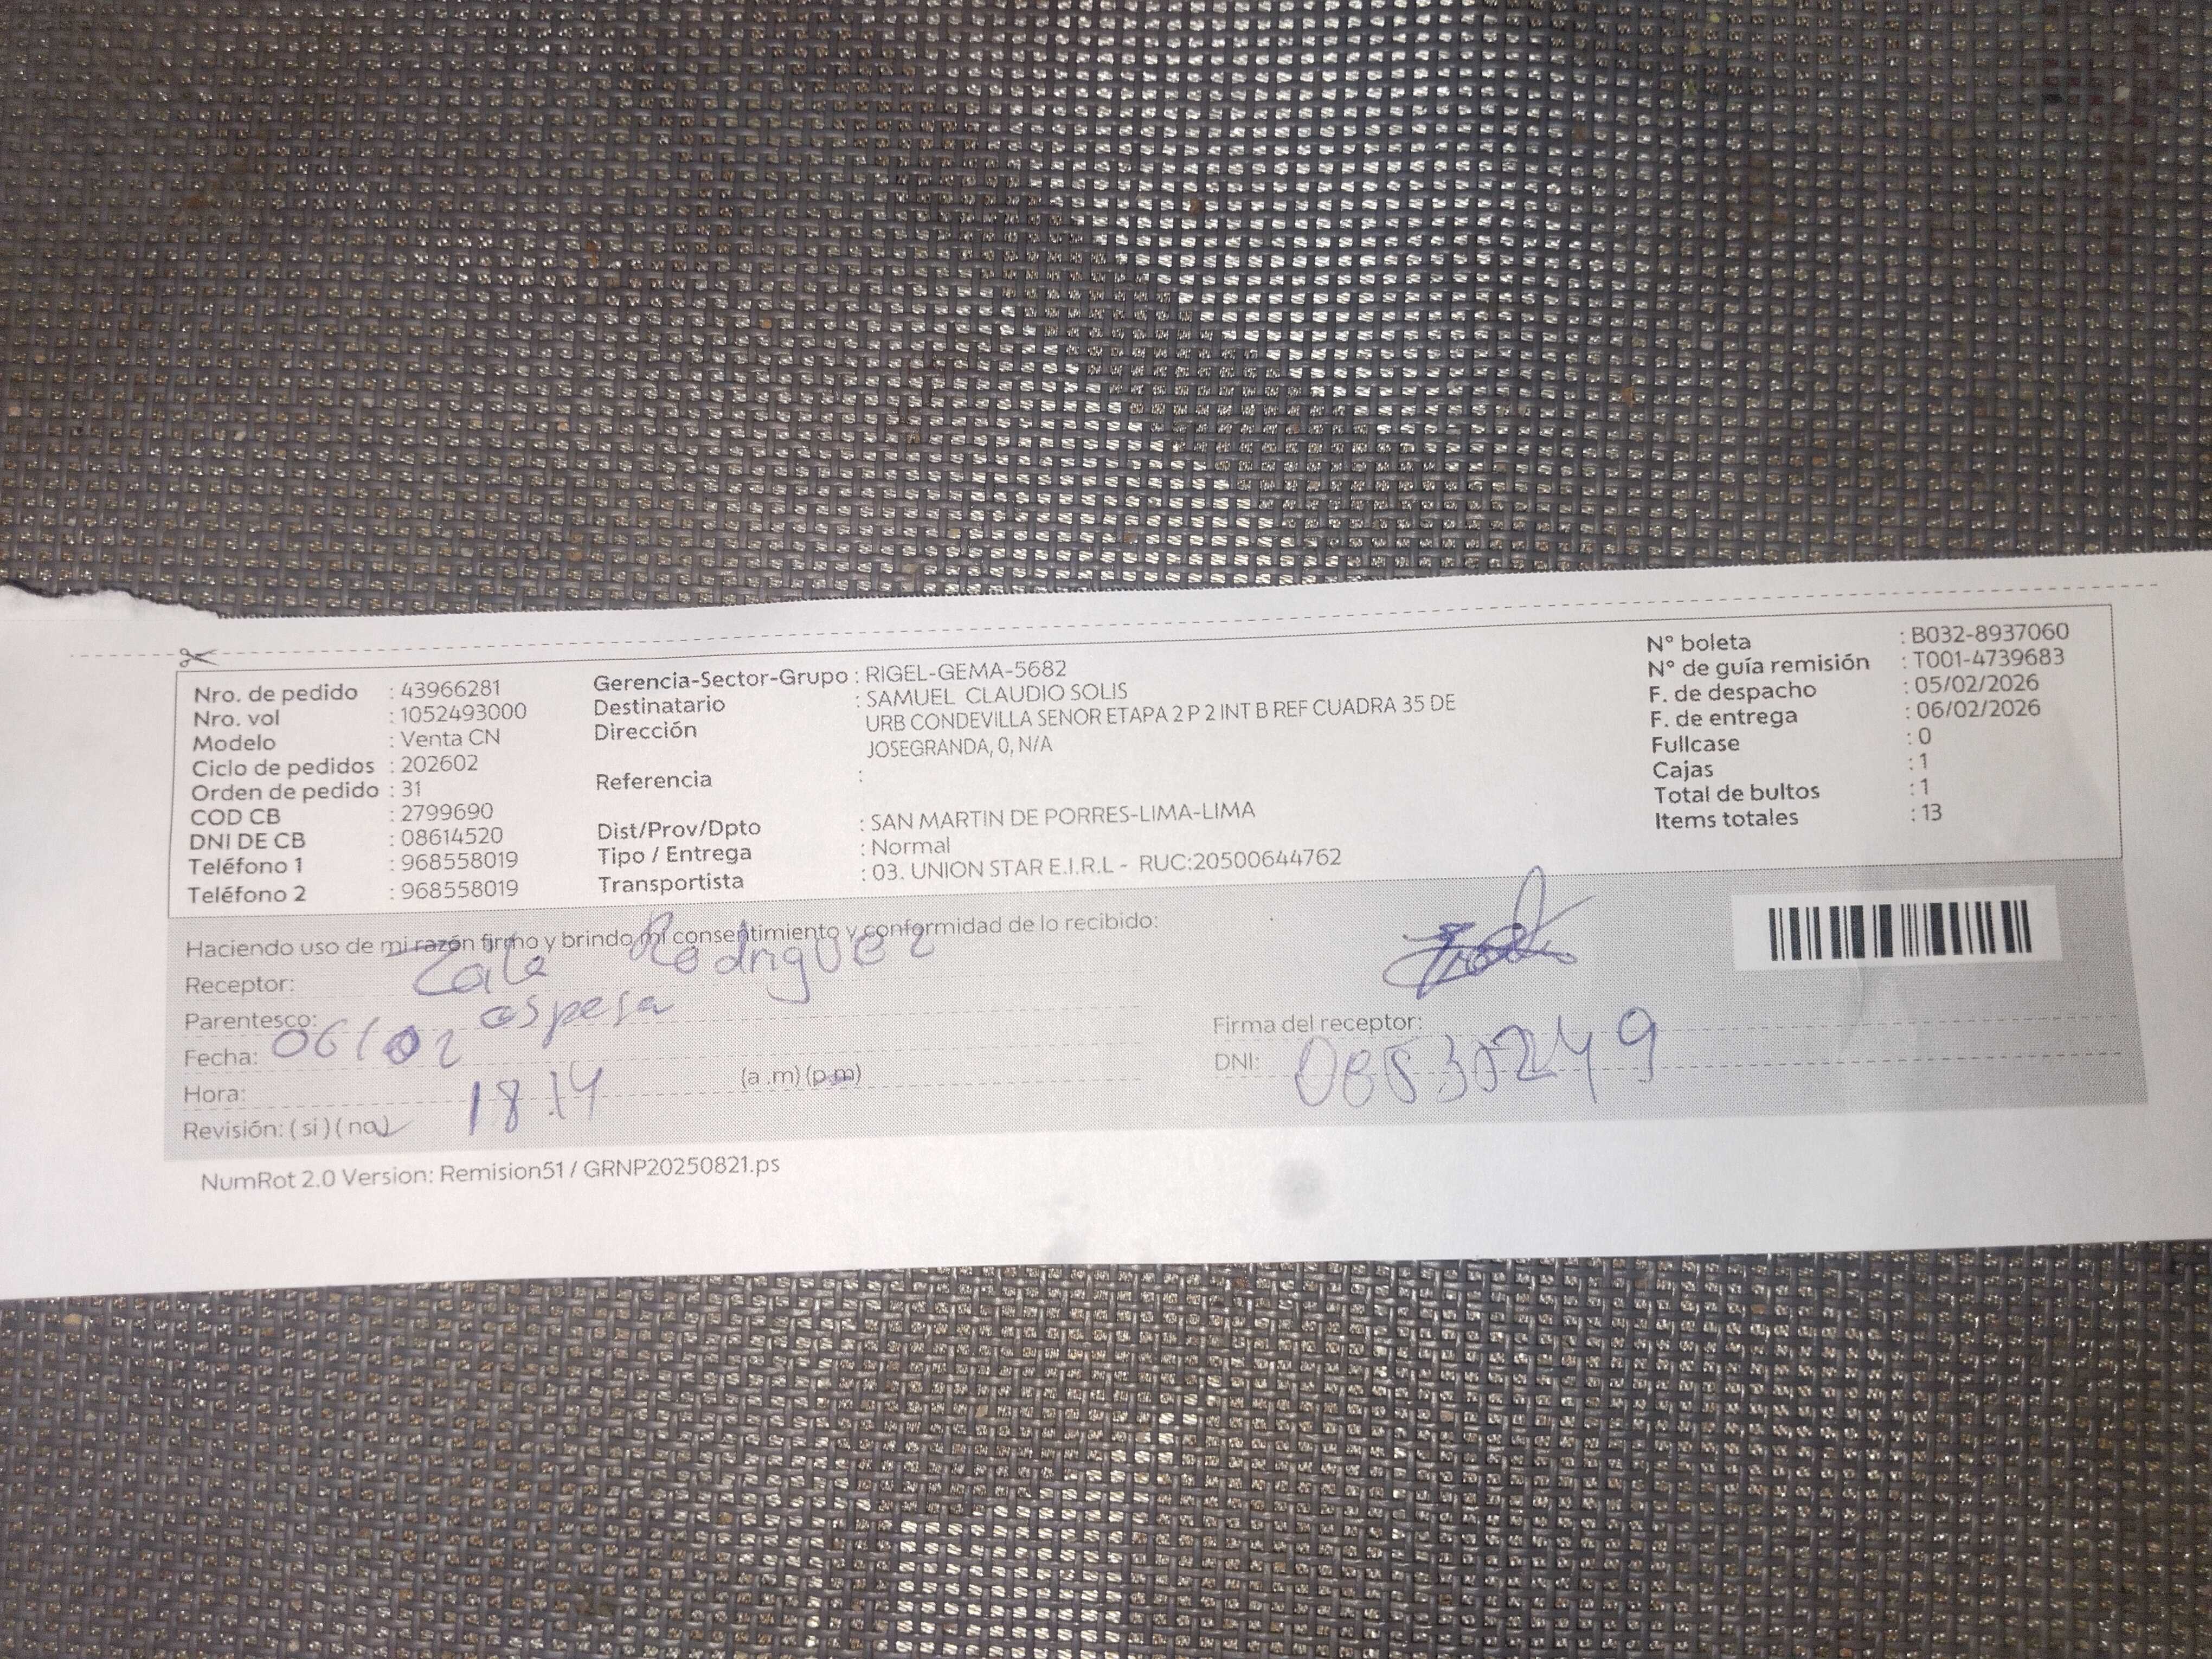 Nro. de pedido : 43966281
Nro. vol : 1052493000
Modelo : Venta CN
Ciclo de pedidos : 202602
Orden de pedido : 31
COD CB : 2799690
DNI DE CB : 08614520
Teléfono 1 : 968558019
Teléfono 2 : 968558019
Gerencia-Sector-Grupo : RIGEL-GEMA-5682
Destinatario : SAMUEL CLAUDIO SOLIS
Dirección URB CONDEVILLA SENOR ETAPA 2 P 2 INT B REF CUADRA 35 DE
JOSEGRANDA, 0, N/A
Referencia :
Dist/Prov/Dpto : SAN MARTIN DE PORRES-LIMA-LIMA
Tipo / Entrega : Normal
Transportista : 03. UNION STAR E.I.R.L - RUC:20500644762
N° boleta : B032-8937060
N° de guía remisión : T001-4739683
F. de despacho : 05/02/2026
F. de entrega : 06/02/2026
Fullcase : 0
Cajas : 1
Total de bultos : 1
Items totales : 13
Haciendo uso de mi razón firmo y brindo mi consentimiento y conformidad de lo recibido:
Receptor: Rodriguez
Parentesco: espesa
Fecha: 06/02
Hora: 18:14 (a .m) (p.m)
Revisión: ( si ) ( no )
Firma del receptor:
DNI:
NumRot 2.0 Version: Remision51 / GRNP20250821.ps